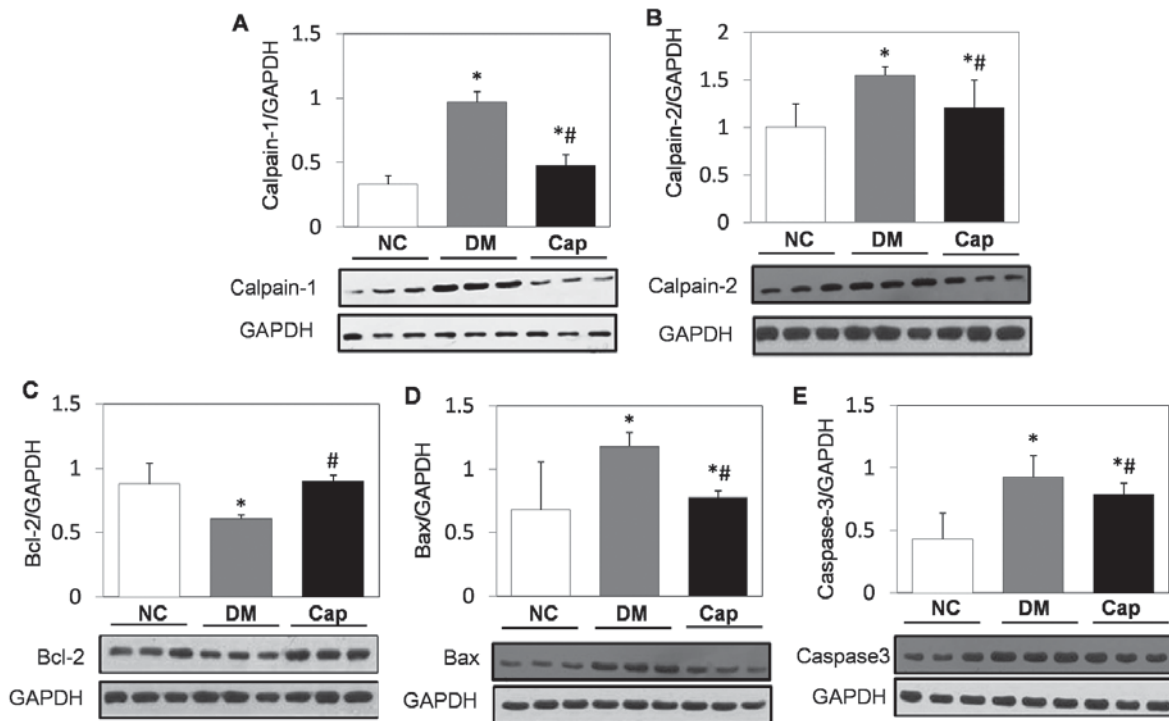 A
Calpain-1/GAPDH
1.5
1
0.5
0
*
*#
NC DM Cap
Calpain-1
GAPDH
B
Calpain-2/GAPDH
2
1.5
1
0.5
0
*
*#
NC DM Cap
Calpain-2
GAPDH
C
Bcl-2/GAPDH
1.5
1
0.5
0
*
#
NC DM Cap
Bcl-2
GAPDH
D
Bax/GAPDH
1.5
1
0.5
0
*
*#
NC DM Cap
Bax
GAPDH
E
Caspase-3/GAPDH
1.5
1
0.5
0
*
*#
NC DM Cap
Caspase3
GAPDH